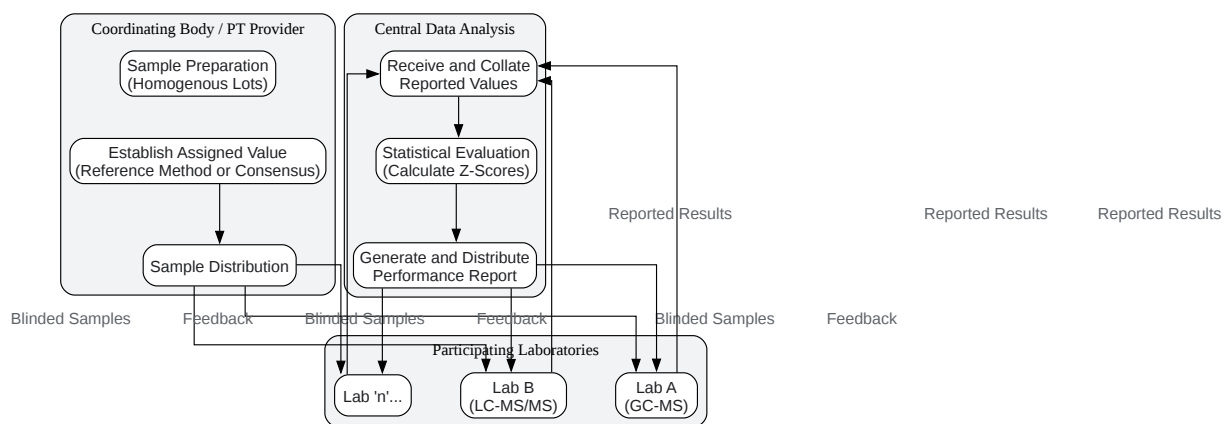 Coordinating Body / PT Provider
Central Data Analysis
Sample Preparation
(Homogenous Lots)
Receive and Collate
Reported Values
Establish Assigned Value
(Reference Method or Consensus)
Statistical Evaluation
(Calculate Z-Scores)
Reported Results
Reported Results
Reported Results
Sample Distribution
Generate and Distribute
Performance Report
Blinded Samples
Feedback
Blinded Samples
Feedback
Blinded Samples
Feedback
Participating Laboratories
Lab 'n'...
Lab B
(LC-MS/MS)
Lab A
(GC-MS)